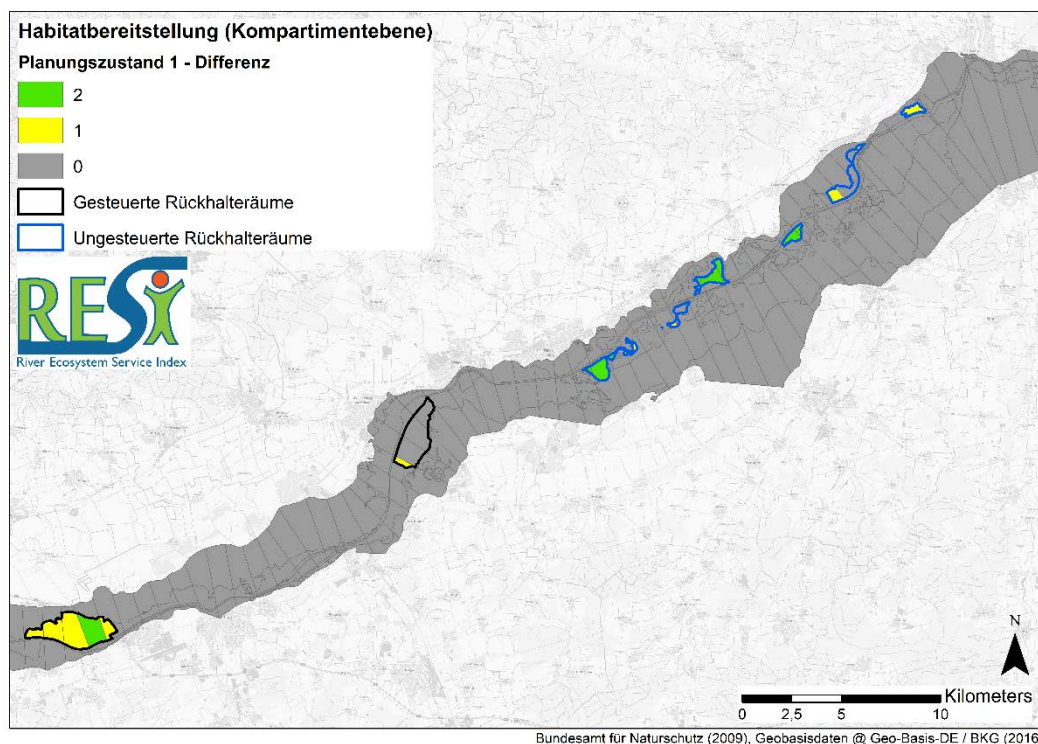 Habitatbereitstellung (Kompartimentebene)
Planungszustand 1 - Differenz
2
1
0
Gesteuerte Rückhalteräume
Ungesteuerte Rückhalteräume
RESI
River Ecosystem Service Index
N
Kilometers
0 2,5 5 10
Bundesamt für Naturschutz (2009), Geobasisdaten @ Geo-Basis-DE / BKG (2016